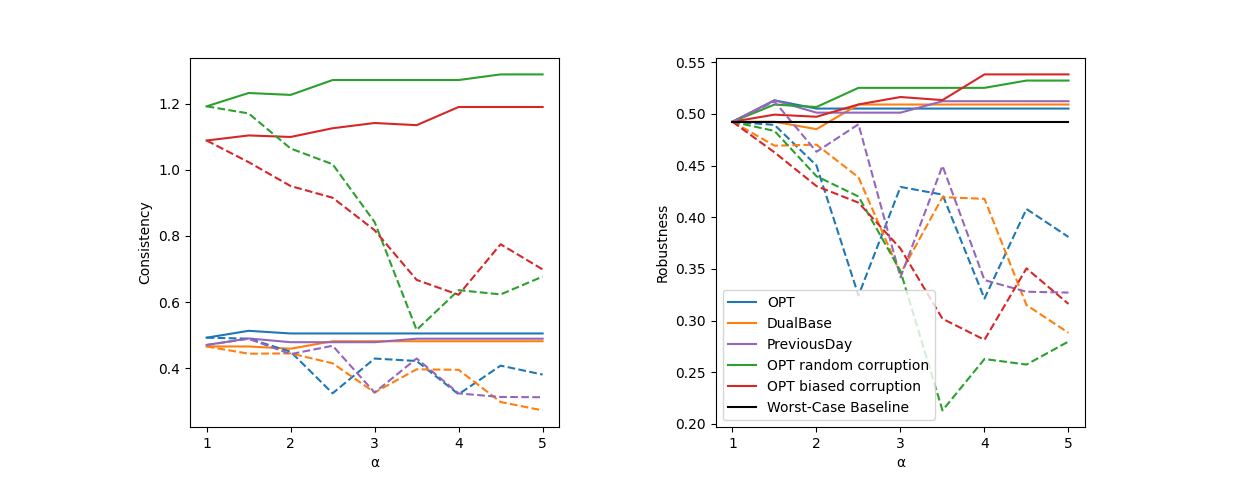 Consistency
1.2
1.0
0.8
0.6
0.4
1 2 3 4 5
α
Robustness
0.55
0.50
0.45
0.40
0.35
0.30
0.25
0.20
OPT
DualBase
PreviousDay
OPT random corruption
OPT biased corruption
Worst-Case Baseline
1 2 3 4 5
α